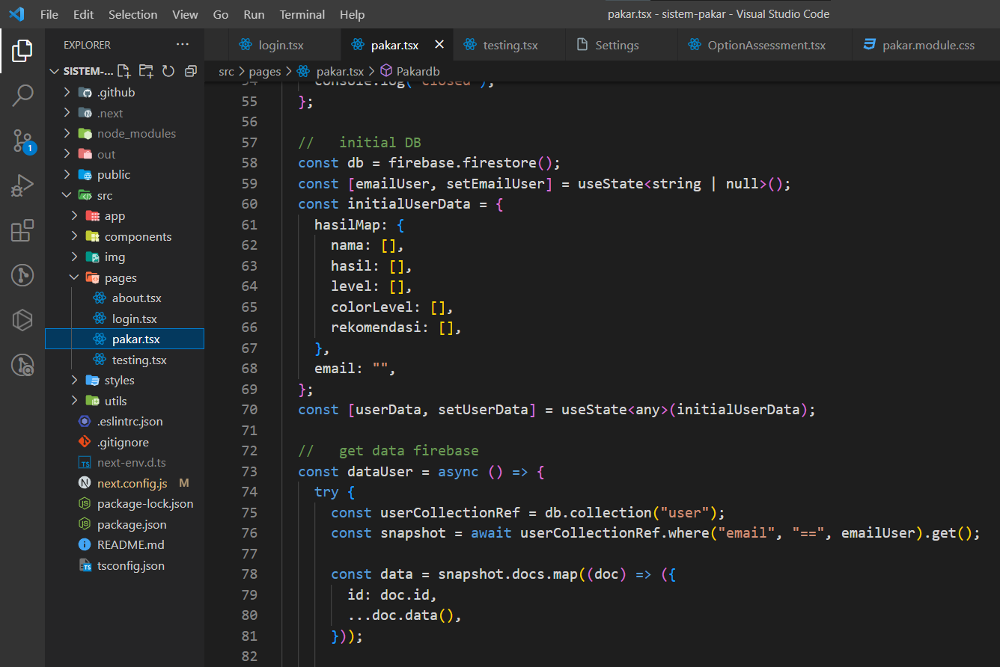 File Edit Selection View Go Run Terminal Help pakar.tsx - sistem-pakar - Visual Studio Code
EXPLORER ...
login.tsx pakar.tsx testing.tsx Settings OptionAssessment.tsx pakar.module.css
SISTEM-...
src > pages > pakar.tsx > Pakardb
.github
.next
node_modules
out
public
src
app
components
img
pages
about.tsx
login.tsx
pakar.tsx
testing.tsx
styles
utils
.eslintrc.json
.gitignore
next-env.d.ts
next.config.js M
package-lock.json
package.json
README.md
tsconfig.json
1
54 console.log("closed");
55 };
56
57 //   initial DB
58 const db = firebase.firestore();
59 const [emailUser, setEmailUser] = useState<string | null>();
60 const initialUserData = {
61   hasilMap: {
62     nama: [],
63     hasil: [],
64     level: [],
65     colorLevel: [],
66     rekomendasi: [],
67   },
68   email: "",
69 };
70 const [userData, setUserData] = useState<any>(initialUserData);
71
72 //   get data firebase
73 const dataUser = async () => {
74   try {
75     const userCollectionRef = db.collection("user");
76     const snapshot = await userCollectionRef.where("email", "==", emailUser).get();
77
78     const data = snapshot.docs.map((doc) => ({
79       id: doc.id,
80       ...doc.data(),
81     }));
82